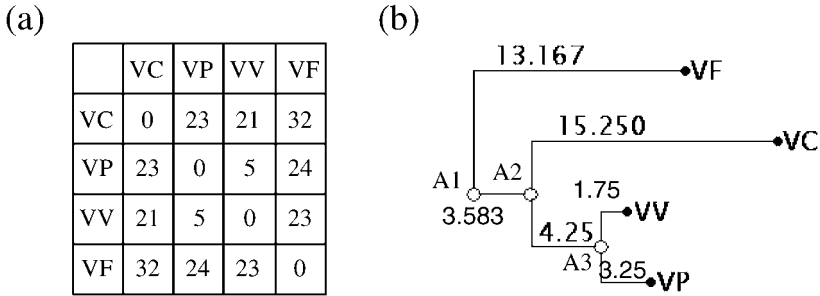 (a)
VC VP VV VF
VC 0 23 21 32
VP 23 0 5 24
VV 21 5 0 23
VF 32 24 23 0
(b)
13.167
VF
15.250
VC
A1
A2
3.583
1.75
VV
4.25
A3
3.25
VP